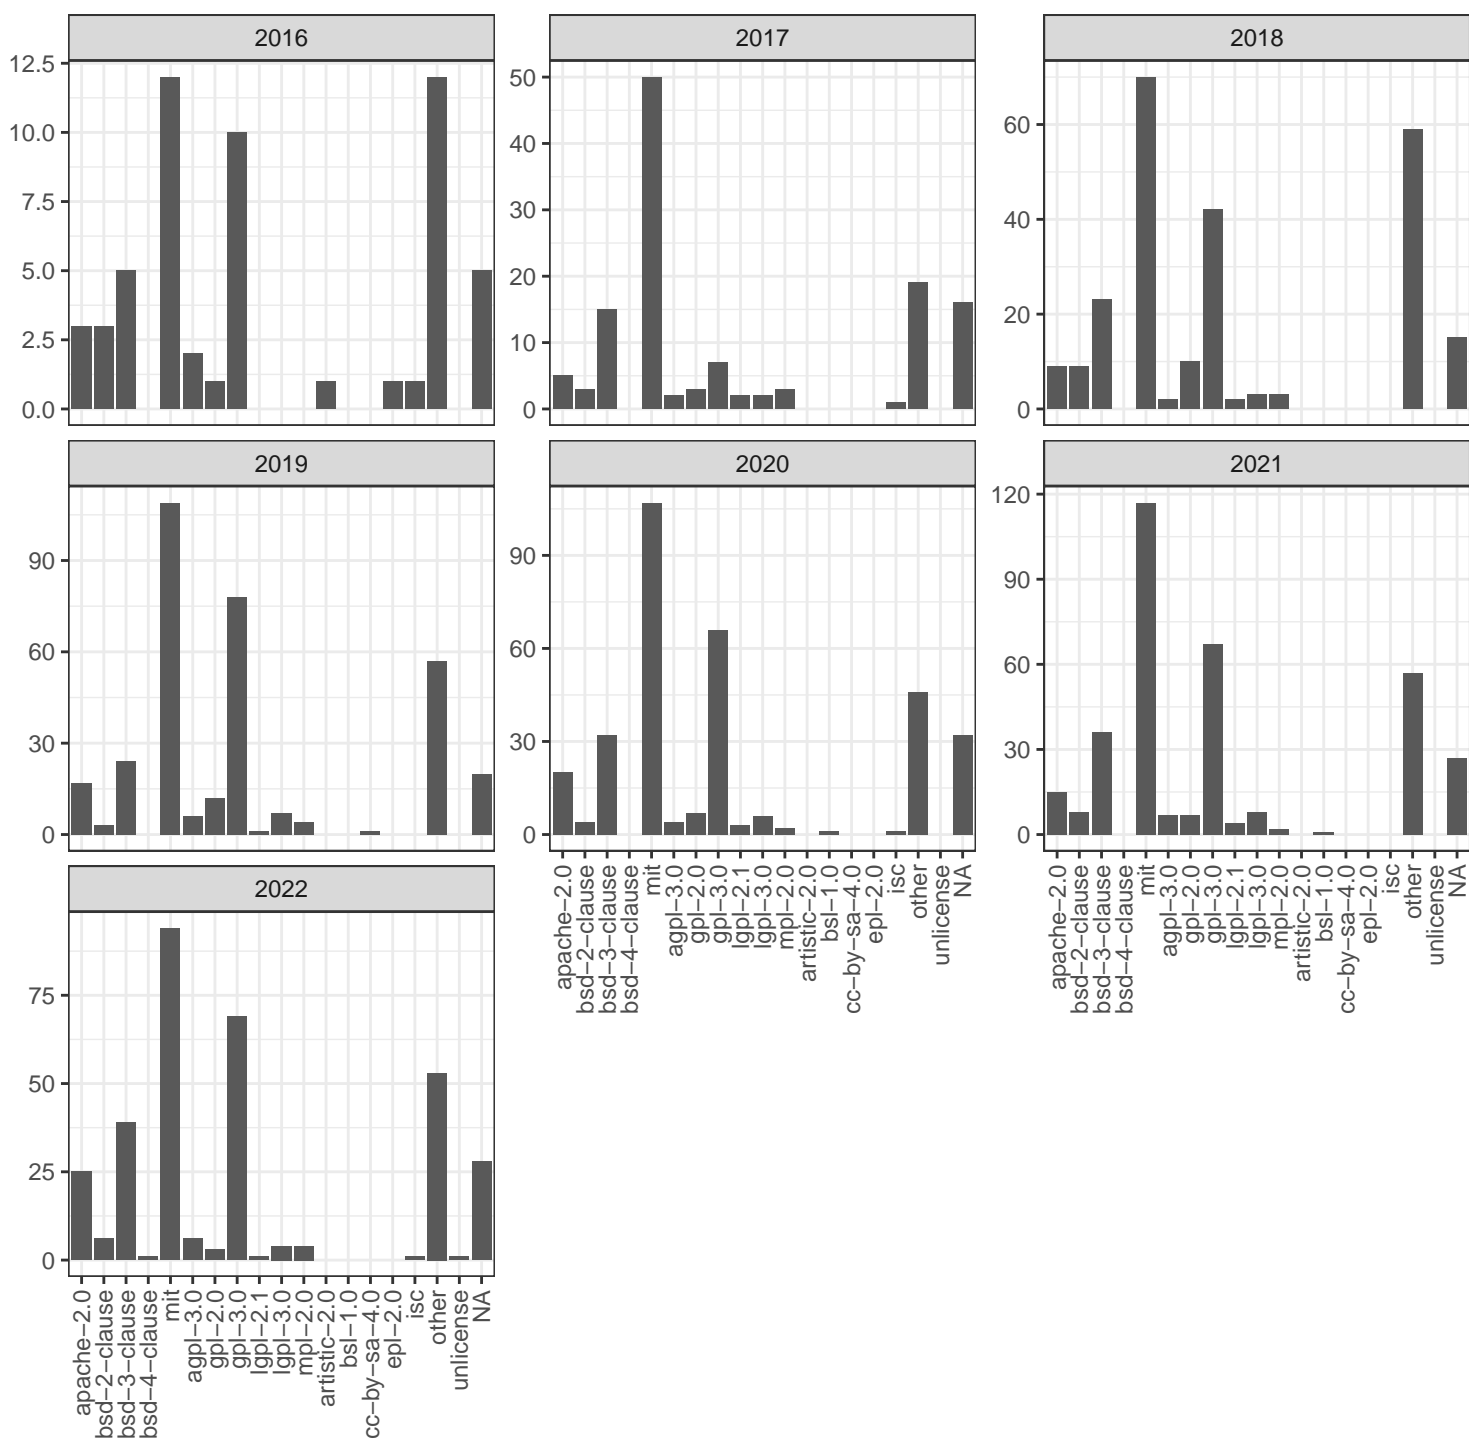 2016
2017
2018
12.5
10.0
7.5
5.0
2.5
0.0
50
40
30
20
10
0
60
40
20
0
2019
2020
2021
90
60
30
0
90
60
30
0
120
90
60
30
0
apache−2.0
bsd−2−clause
bsd−3−clause
bsd−4−clause
mit
agpl−3.0
gpl−2.0
gpl−3.0
lgpl−2.1
lgpl−3.0
mpl−2.0
artistic−2.0
bsl−1.0
cc−by−sa−4.0
epl−2.0
isc
other
unlicense
NA
apache−2.0
bsd−2−clause
bsd−3−clause
bsd−4−clause
mit
agpl−3.0
gpl−2.0
gpl−3.0
lgpl−2.1
lgpl−3.0
mpl−2.0
artistic−2.0
bsl−1.0
cc−by−sa−4.0
epl−2.0
isc
other
unlicense
NA
2022
75
50
25
0
apache−2.0
bsd−2−clause
bsd−3−clause
bsd−4−clause
mit
agpl−3.0
gpl−2.0
gpl−3.0
lgpl−2.1
lgpl−3.0
mpl−2.0
artistic−2.0
bsl−1.0
cc−by−sa−4.0
epl−2.0
isc
other
unlicense
NA